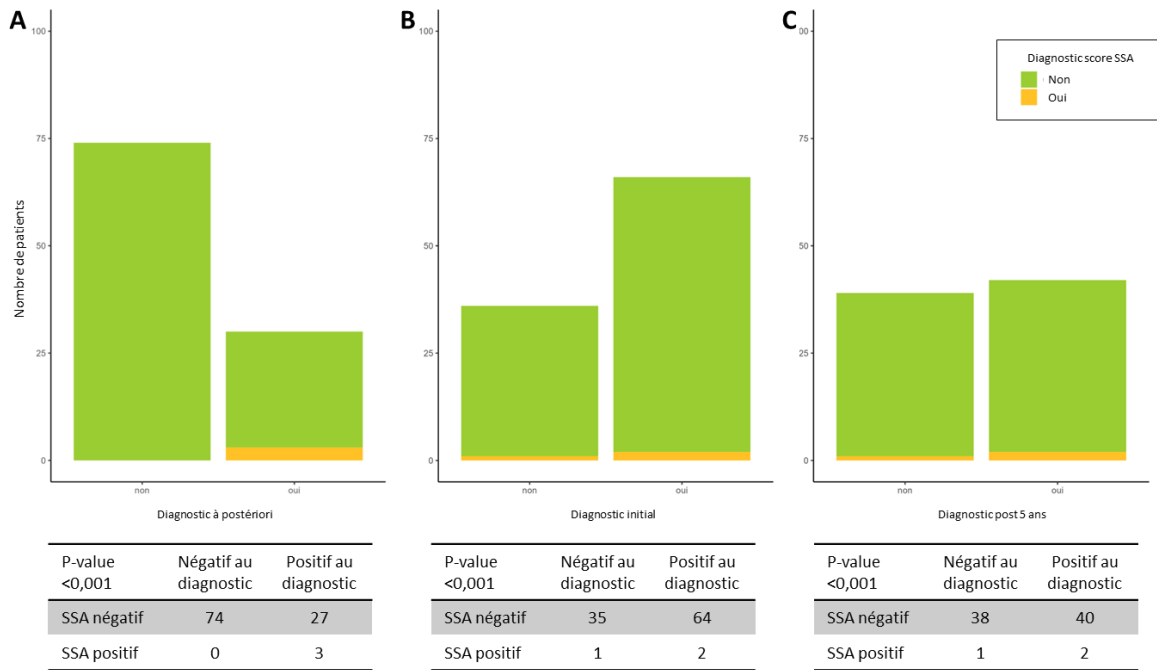 A
B
C
Nombre de patients
100
75
50
25
0
non
oui
Diagnostic à postériori
100
75
50
25
0
non
oui
Diagnostic initial
00
75
50
25
0
non
oui
Diagnostic post 5 ans
Diagnostic score SSA
Non
Oui
P-value Négatif au Positif au
<0,001 diagnostic diagnostic
SSA négatif 74 27
SSA positif 0 3
P-value Négatif au Positif au
<0,001 diagnostic diagnostic
SSA négatif 35 64
SSA positif 1 2
P-value Négatif au Positif au
<0,001 diagnostic diagnostic
SSA négatif 38 40
SSA positif 1 2